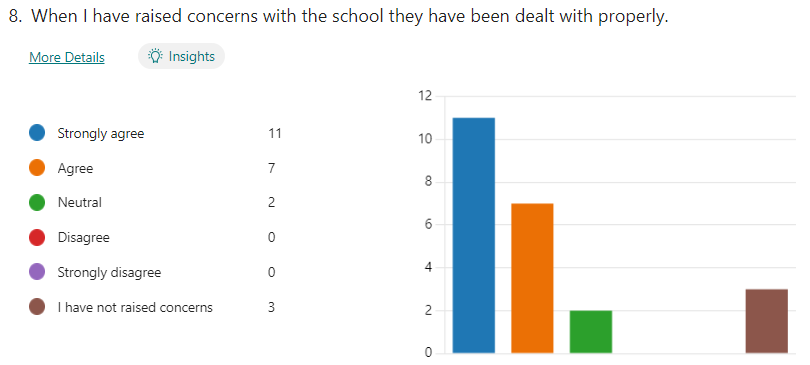 8. When I have raised concerns with the school they have been dealt with properly.
More Details Insights
Strongly agree 11
Agree 7
Neutral 2
Disagree 0
Strongly disagree 0
I have not raised concerns 3
12
10
8
6
4
2
0